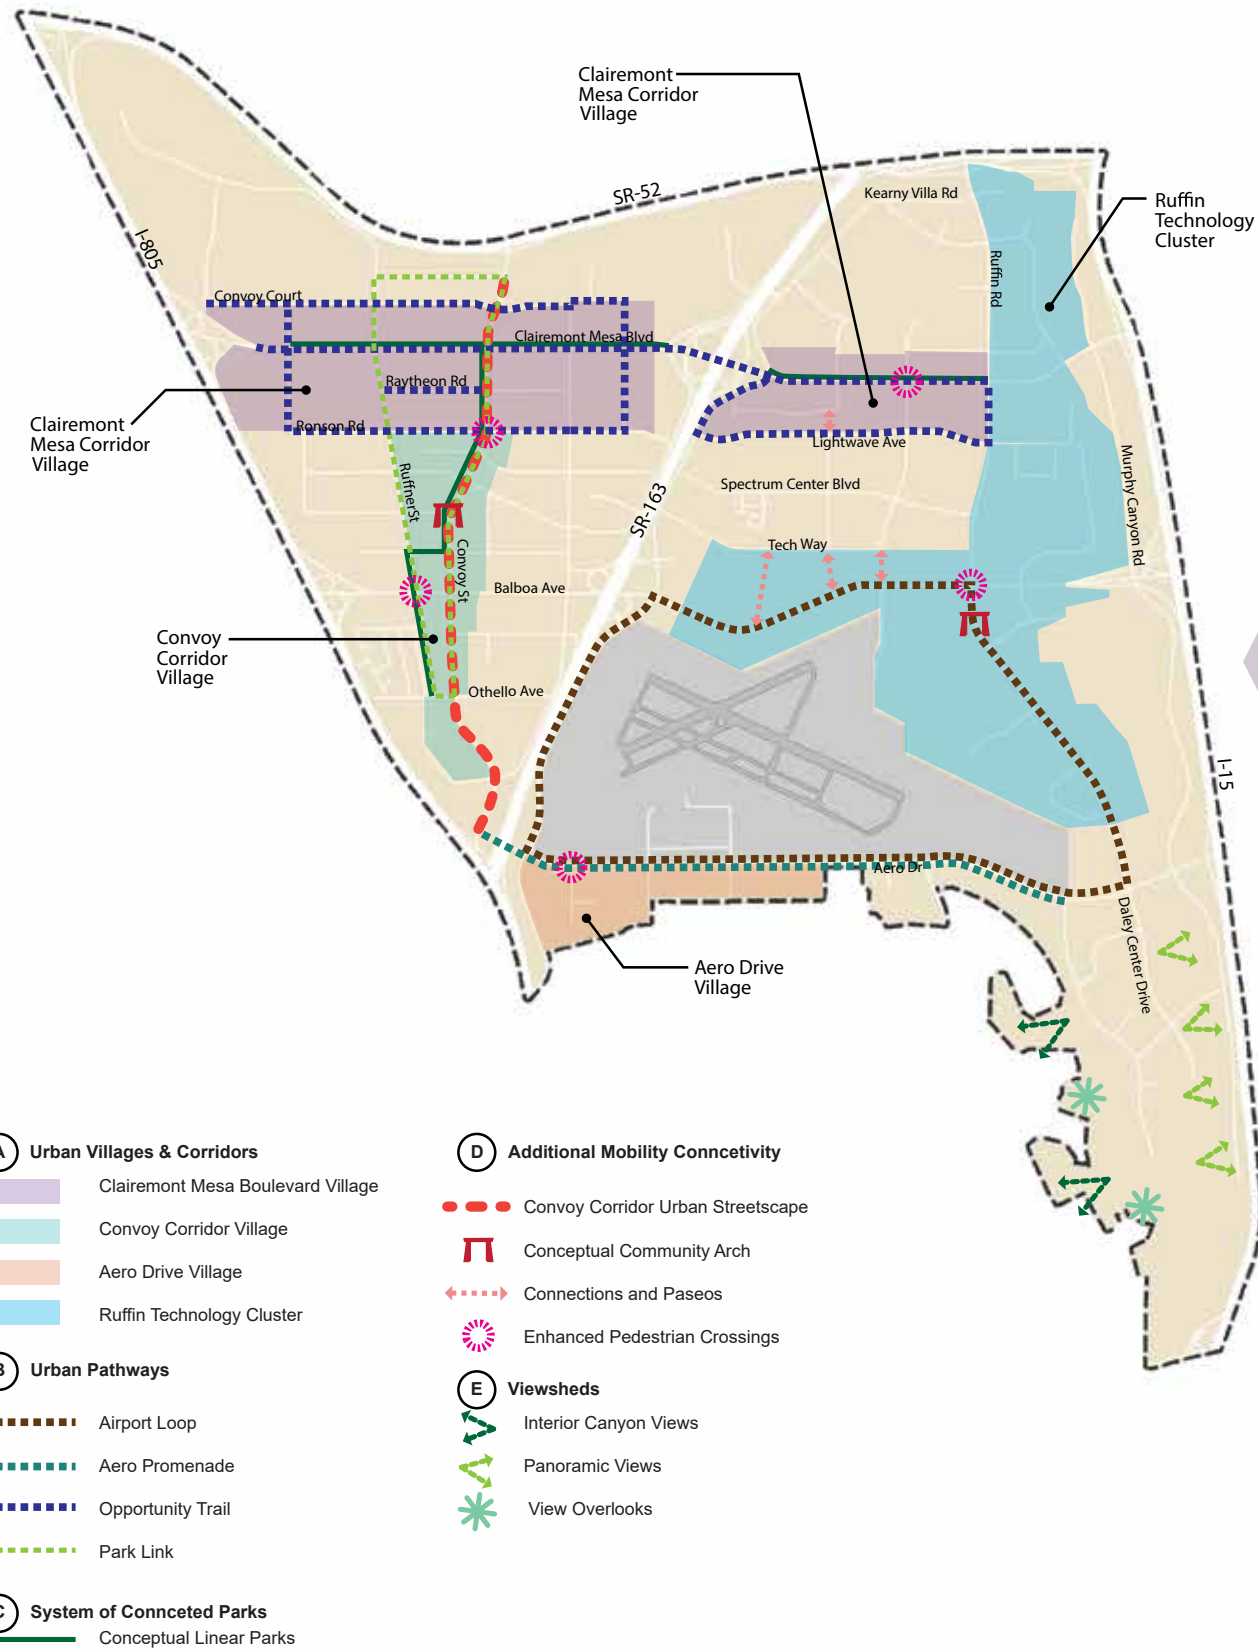 Clairemont
Mesa Corridor
Village
SR-52
Kearny Villa Rd
Ruffin
Technology
Cluster
I-805
Ruffin Rd
Convoy Court
Clairemont Mesa Blvd
Raytheon Rd
Clairemont
Mesa Corridor
Village
Ronson Rd
Lightwave Ave
Murphy Canyon Rd
Ruffner St
SR-163
Spectrum Center Blvd
Convoy St
Tech Way
Balboa Ave
Convoy
Corridor
Village
Othello Ave
I-15
Aero Dr
Daley Center Drive
Aero Drive
Village
A Urban Villages & Corridors
Clairemont Mesa Boulevard Village
Convoy Corridor Village
Aero Drive Village
Ruffin Technology Cluster
B Urban Pathways
Airport Loop
Aero Promenade
Opportunity Trail
Park Link
C System of Connceted Parks
Conceptual Linear Parks
D Additional Mobility Conncetivity
Convoy Corridor Urban Streetscape
Conceptual Community Arch
Connections and Paseos
Enhanced Pedestrian Crossings
E Viewsheds
Interior Canyon Views
Panoramic Views
View Overlooks